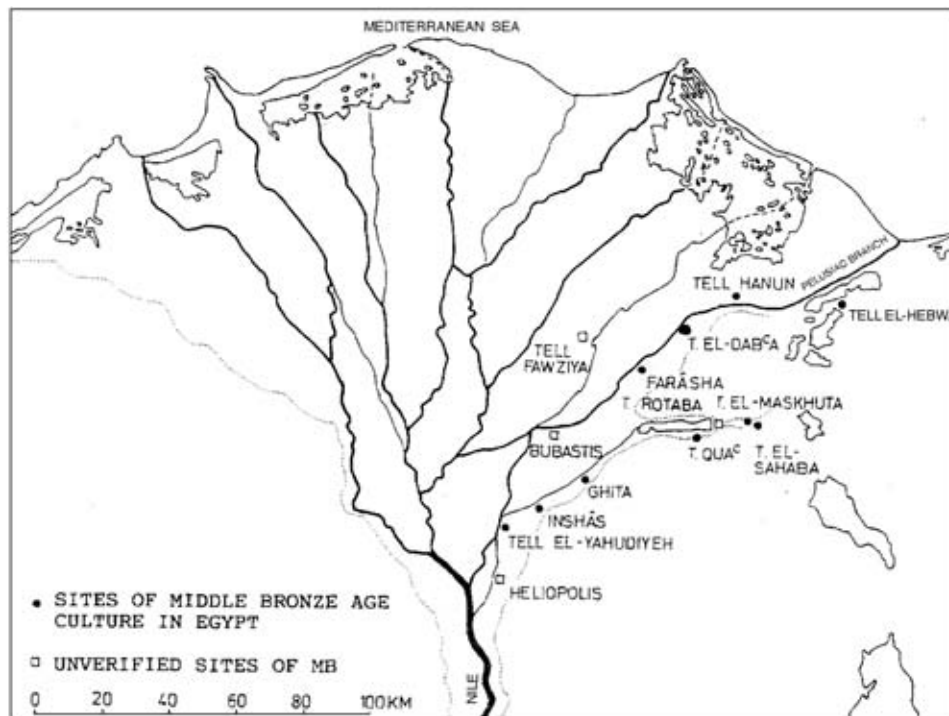 MEDITERRANEAN SEA
PELUSIAC BRANCH
TELL HANUN
TELL EL-HEBWA
T. EL-DABᶜA
TELL
FAWZIYA
FARÂSHA
T. ROTABA
T. EL-MASKHUTA
BUBASTIS
T. QUAᶜ
T. EL-
SAHABA
GHITA
INSHÂS
TELL EL-YAHUDIYEH
HELIOPOLIS
NILE
SITES OF MIDDLE BRONZE AGE
CULTURE IN EGYPT
UNVERIFIED SITES OF MB
0 20 40 60 80 100 KM